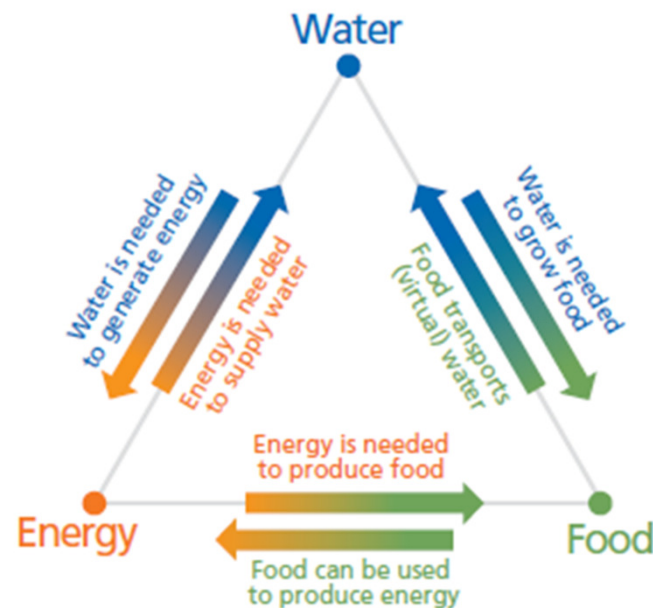 Water
Water is needed
to generate energy
Energy is needed
to supply water
Water is needed
to grow food
Food transports
(virtual) water
Energy is needed
to produce food
Energy
Food
Food can be used
to produce energy